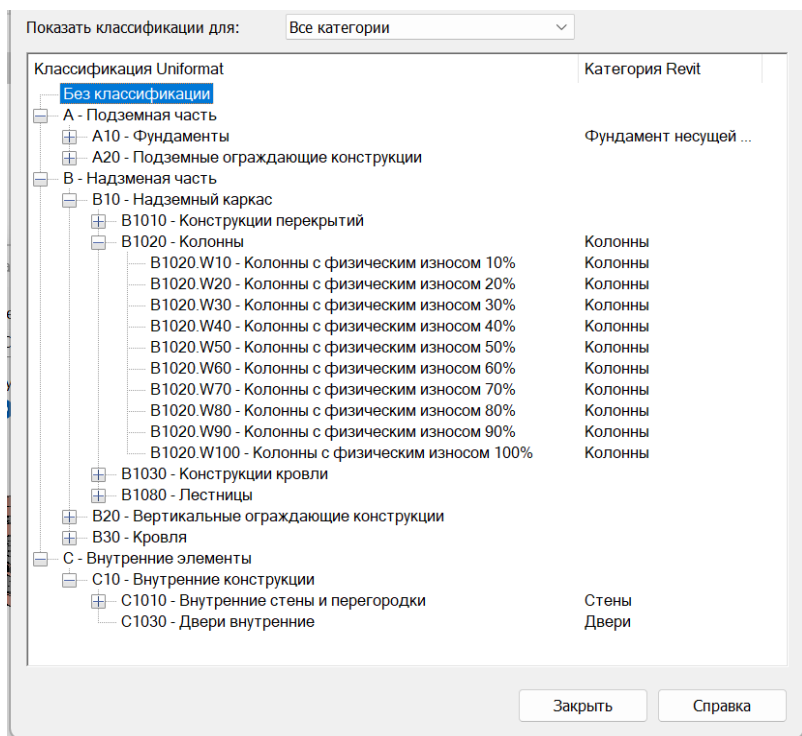 Показать классификации для: Все категории
Классификация Uniformat Категория Revit
Без классификации
A - Подземная часть
A10 - Фундаменты Фундамент несущей ...
A20 - Подземные ограждающие конструкции
B - Надзменая часть
B10 - Надземный каркас
B1010 - Конструкции перекрытий
B1020 - Колонны Колонны
B1020.W10 - Колонны с физическим износом 10% Колонны
B1020.W20 - Колонны с физическим износом 20% Колонны
B1020.W30 - Колонны с физическим износом 30% Колонны
B1020.W40 - Колонны с физическим износом 40% Колонны
B1020.W50 - Колонны с физическим износом 50% Колонны
B1020.W60 - Колонны с физическим износом 60% Колонны
B1020.W70 - Колонны с физическим износом 70% Колонны
B1020.W80 - Колонны с физическим износом 80% Колонны
B1020.W90 - Колонны с физическим износом 90% Колонны
B1020.W100 - Колонны с физическим износом 100% Колонны
B1030 - Конструкции кровли
B1080 - Лестницы
B20 - Вертикальные ограждающие конструкции
B30 - Кровля
C - Внутренние элементы
C10 - Внутренние конструкции
C1010 - Внутренние стены и перегородки Стены
C1030 - Двери внутренние Двери
Закрыть Справка